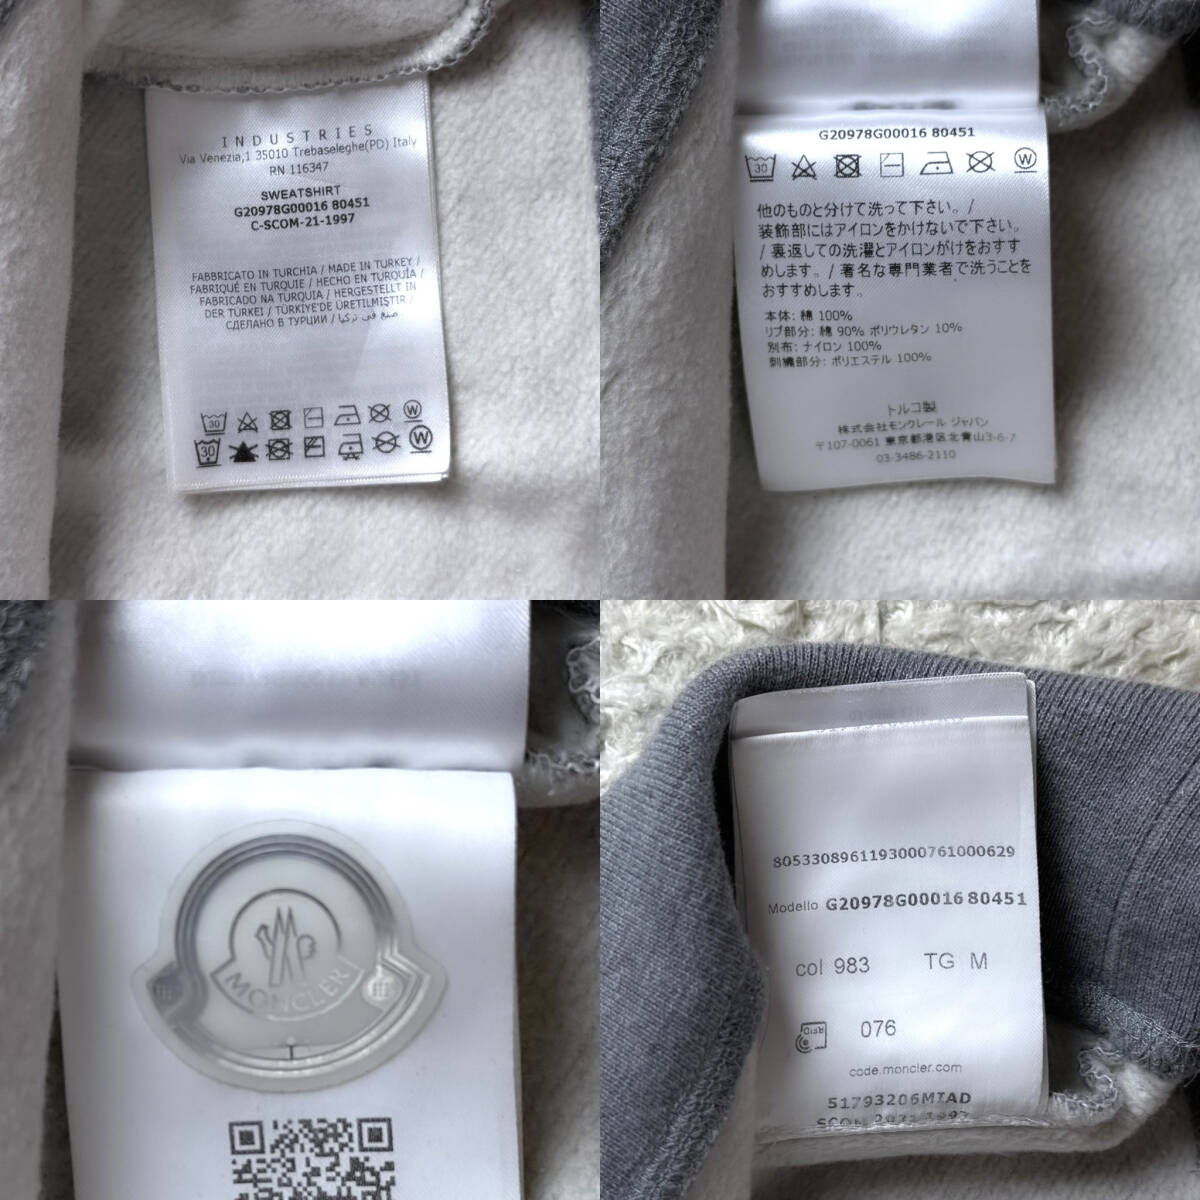 INDUSTRIES
Via Venezia,1 35010 Trebaseleghe(PD) Italy
RN 116347
SWEATSHIRT
G20978G00016 80451
C-SCOM-21-1997
FABBRICATO IN TURCHIA / MADE IN TURKEY /
FABRIQUÉ EN TURQUIE / HECHO EN TURQUÍA /
FABRICADO NA TURQUIA / HERGESTELLT IN
DER TÜRKEI / TÜRKİYE'DE ÜRETİLMİŞTİR /
СДЕЛАНО В ТУРЦИИ / صنع في تركيا
30 W
30 W
G20978G00016 80451
30 W
他のものと分けて洗って下さい。/
装飾部にはアイロンをかけないで下さい。
/ 裏返しての洗濯とアイロンがけをおすす
めします。/ 著名な専門業者で洗うことを
おすすめします。
本体: 綿 100%
リブ部分: 綿 90% ポリウレタン 10%
別布: ナイロン 100%
刺繍部分: ポリエステル 100%
トルコ製
株式会社モンクレール ジャパン
〒107-0061 東京都港区北青山3-6-7
03-3486-2110
MONCLER
8053308961193000761000629
Modello G20978G00016 80451
col 983 TG M
RFID 076
code.moncler.com
51793206MTAD